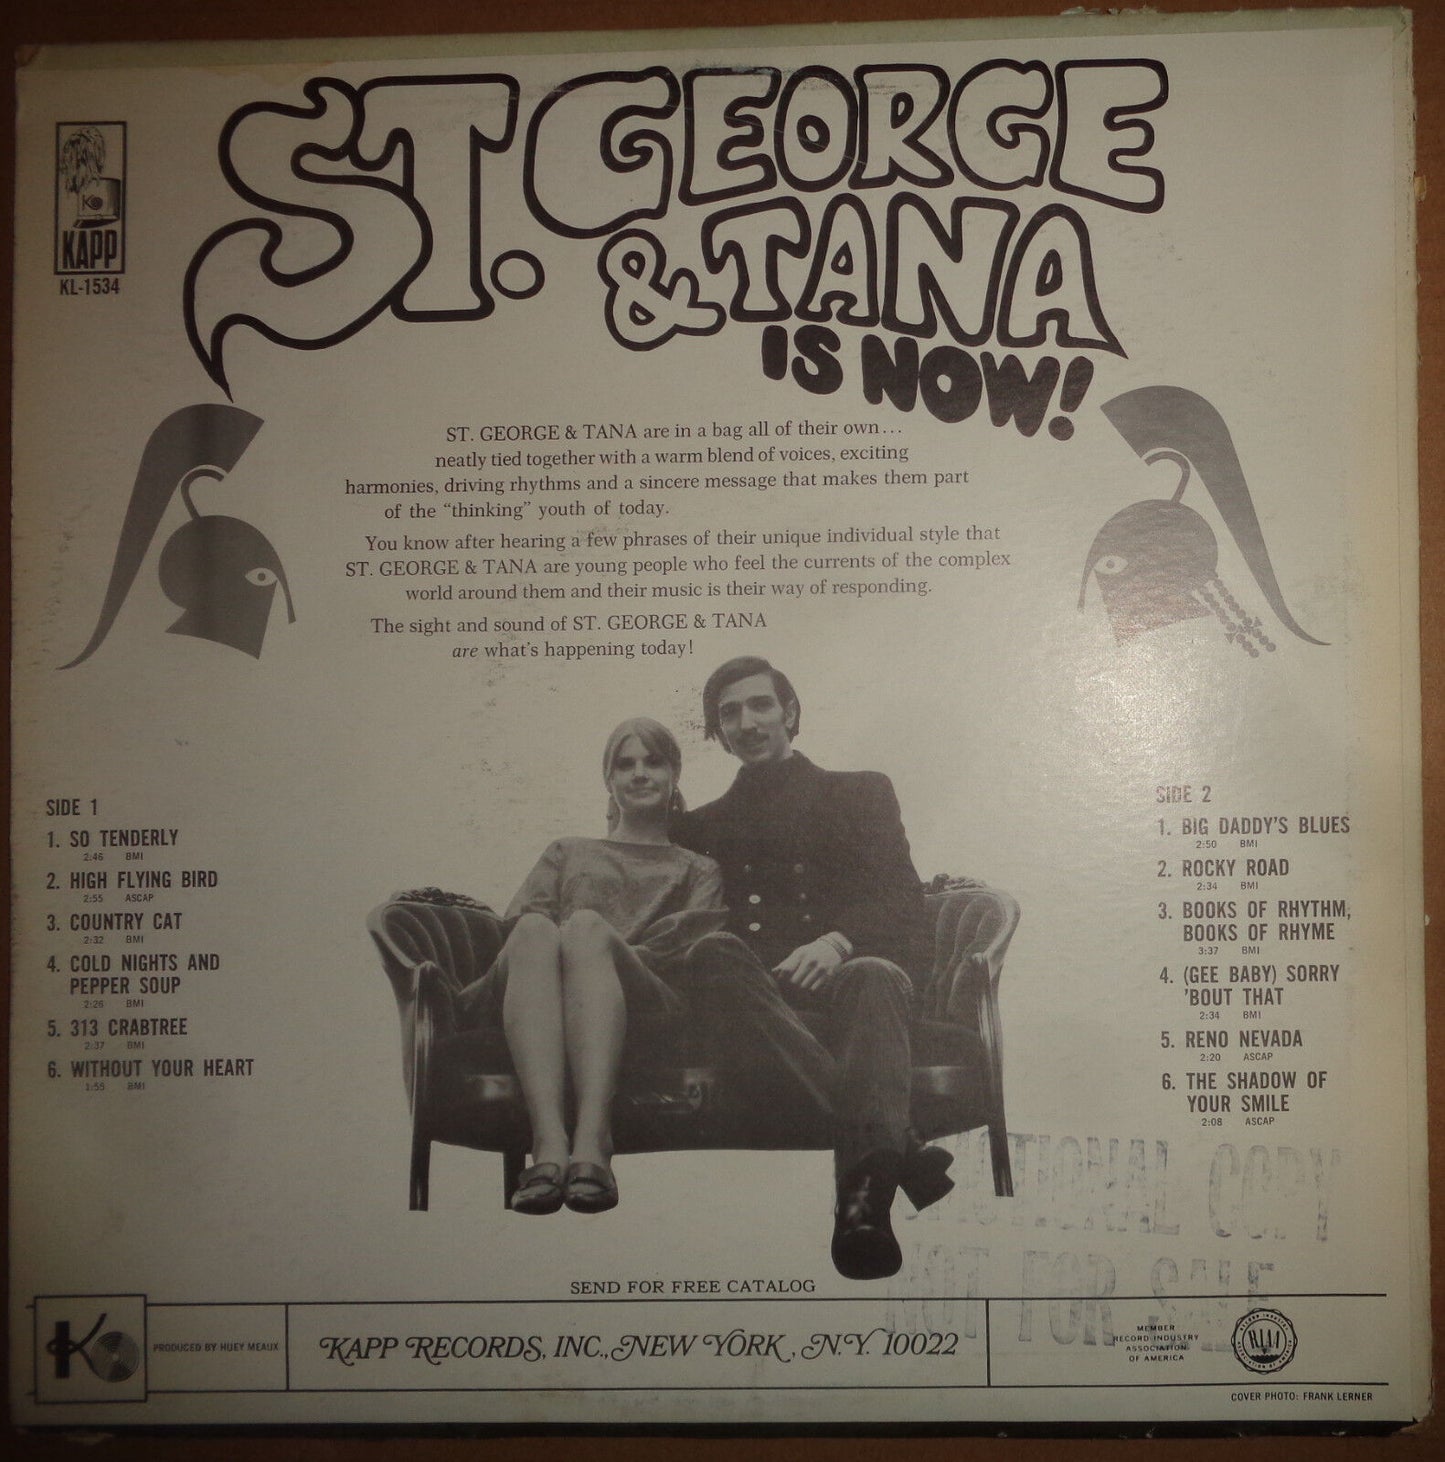 ST. GEORGE
& TANA
IS NOW!
KAPP
KL-1534
ST. GEORGE & TANA are in a bag all of their own...
neatly tied together with a warm blend of voices, exciting
harmonies, driving rhythms and a sincere message that makes them part
of the "thinking" youth of today.
You know after hearing a few phrases of their unique individual style that
ST. GEORGE & TANA are young people who feel the currents of the complex
world around them and their music is their way of responding.
The sight and sound of ST. GEORGE & TANA
are what's happening today!
SIDE 1
1. SO TENDERLY
2:46 BMI
2. HIGH FLYING BIRD
2:55 ASCAP
3. COUNTRY CAT
2:32 BMI
4. COLD NIGHTS AND
PEPPER SOUP
2:26 BMI
5. 313 CRABTREE
2:37 BMI
6. WITHOUT YOUR HEART
1:55 BMI
SIDE 2
1. BIG DADDY'S BLUES
2:50 BMI
2. ROCKY ROAD
2:34 BMI
3. BOOKS OF RHYTHM,
BOOKS OF RHYME
3:37 BMI
4. (GEE BABY) SORRY
'BOUT THAT
2:34 BMI
5. RENO NEVADA
2:20 ASCAP
6. THE SHADOW OF
YOUR SMILE
2:08 ASCAP
COPY
NOT FOR SALE
SEND FOR FREE CATALOG
K
PRODUCED BY HUEY MEAUX
KAPP RECORDS, INC., NEW YORK, N.Y. 10022
MEMBER
RECORD INDUSTRY
ASSOCIATION
OF AMERICA
RIAA
COVER PHOTO: FRANK LERNER